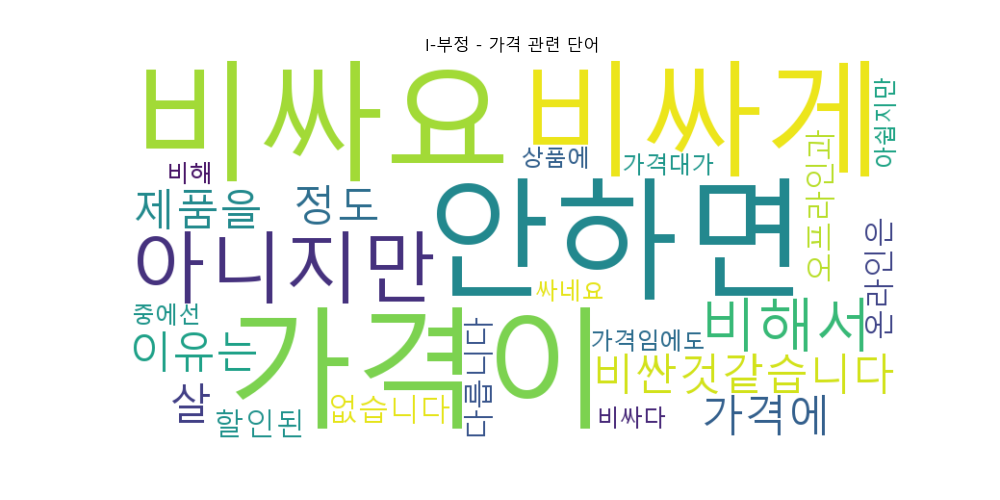 I-부정 - 가격 관련 단어
비싸요 비싸게
아쉽지만
비해
상품에
가격대가
오프라인과
제품을
정도
안하면
아니지만
온라인은
싸네요
중에선
가격이
비해서
이유는
다릅니다
가격임에도
비싼것같습니다
살
할인된
없습니다
비싸다
가격에